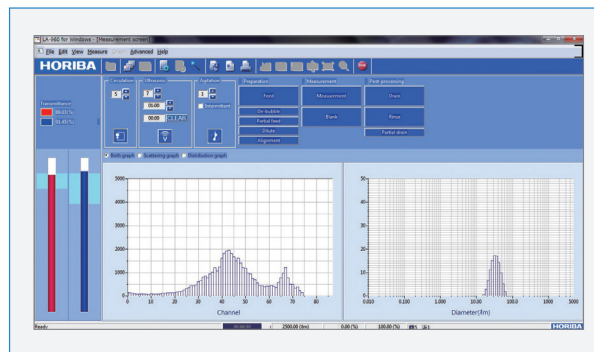 LA-960 for Windows - [Measurement screen]
File Edit View Measure Advanced Help
HORIBA
Circulation
5
Ultrasonic
7
01:00
00:00 CLEAR
Agitation
1
Intermittent
Preparation
Feed
De-bubble
Partial feed
Dilute
Alignment
Measurement
Measurement
Blank
Post-processing
Drain
Rinse
Partial drain
Transmittance
Both graph Scattering graph Distribution graph
5000
4000
3000
2000
1000
0
0 10 20 30 40 50 60 70 80
Channel
50
40
30
20
10
0
0.010 0.100 1.000 10.00 100.0 1000 5000
Diameter(µm)
Ready
2500.00 (µm) 0.00 (%) 100.00 (%)
HORIBA